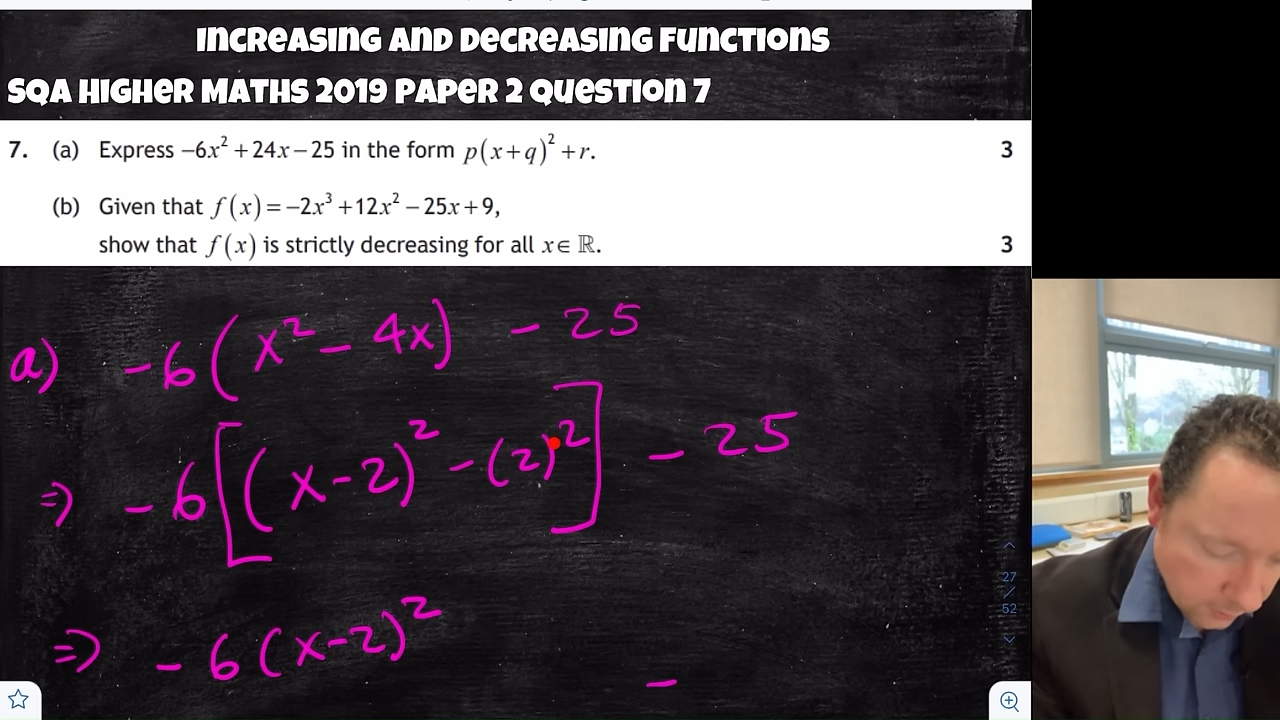 Increasing and Decreasing Functions
SQA Higher Maths 2019 Paper 2 Question 7
7. (a) Express −6x² + 24x − 25 in the form p(x+q)² + r. 3
(b) Given that f(x) = −2x³ + 12x² − 25x + 9,
show that f(x) is strictly decreasing for all x ∈ ℝ. 3
a) −6(x² − 4x) − 25
⇒ −6[(x−2)² − (2)²] − 25
⇒ −6(x−2)² −
27
/
52